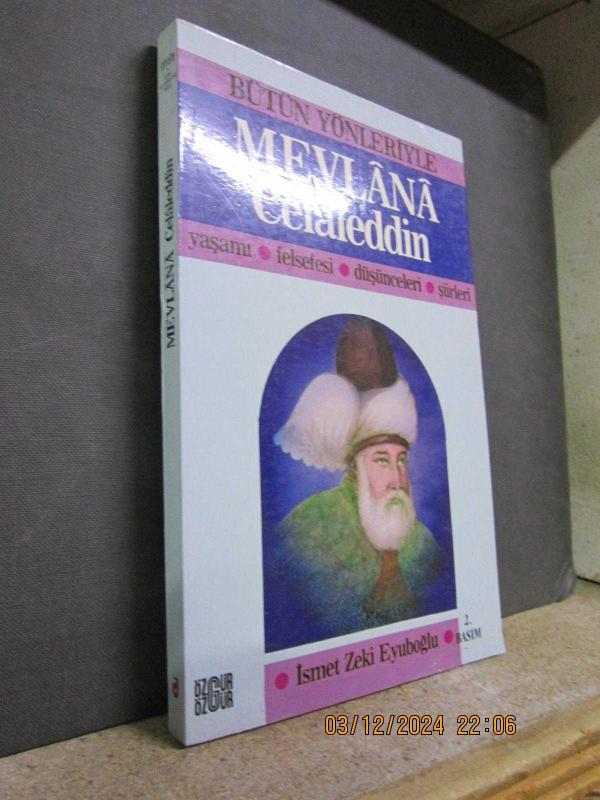 BÜTÜN YÖNLERİYLE
MEVLÂNÂ
Celâleddin
yaşamı • felsefesi • düşünceleri • şiirleri
MEVLÂNÂ Celâleddin
• İsmet Zeki Eyuboğlu •
2.
BASIM
ÖZGÜR
ÖZGÜR
03/12/2024 22:06